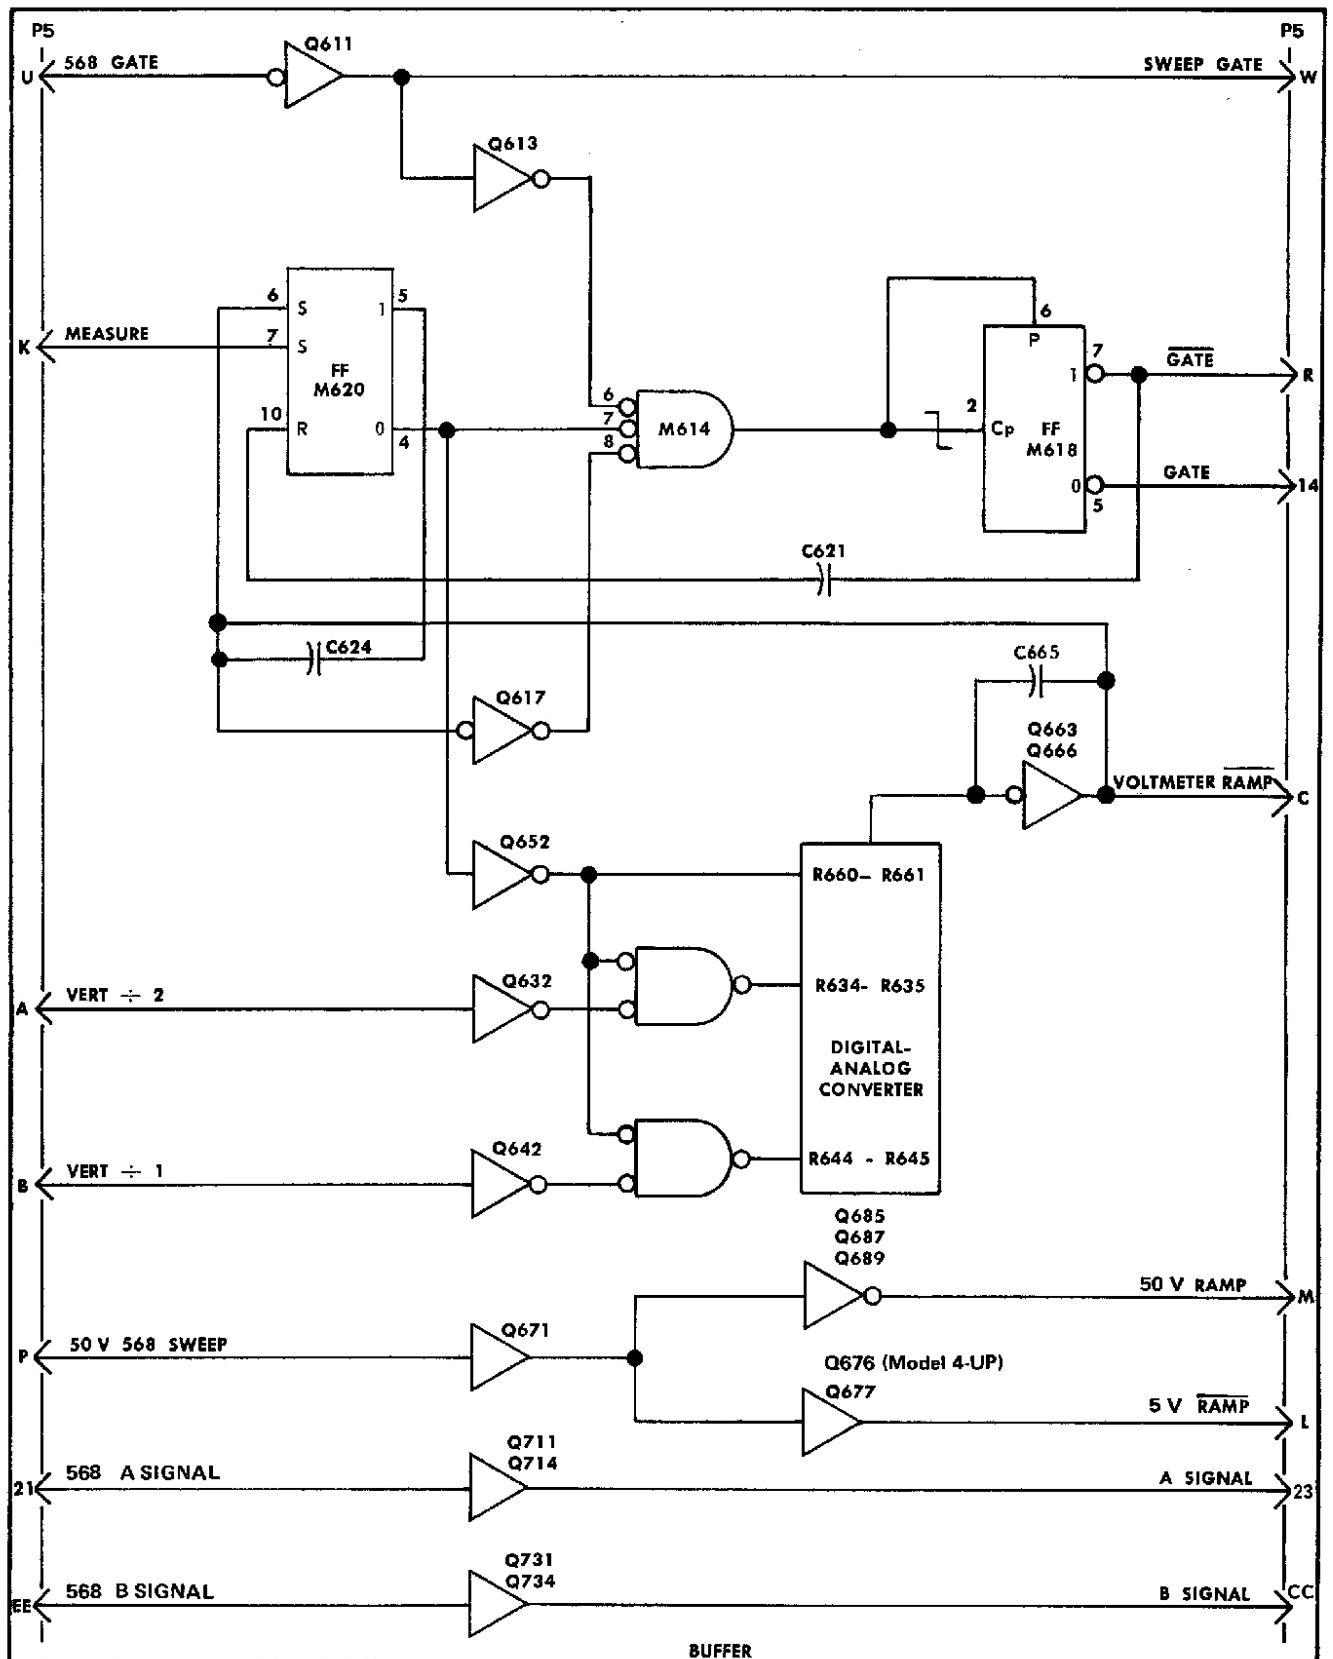 P5
P5
Q611
U
568 GATE
SWEEP GATE
W
Q613
6
S
1
5
K
MEASURE
7
S
FF
M620
10
R
0
4
6
7
8
M614
6
P
7
1
GATE
R
2
Cp
FF
M618
0
5
GATE
14
C621
C624
C665
Q617
Q663
Q666
VOLTMETER RAMP
C
Q652
R660– R661
A
VERT ÷ 2
Q632
R634- R635
DIGITAL-
ANALOG
CONVERTER
B
VERT ÷ 1
Q642
R644 - R645
Q685
Q687
Q689
50 V RAMP
M
P
50 V 568 SWEEP
Q671
Q676 (Model 4-UP)
Q677
5 V RAMP
L
21
568 A SIGNAL
Q711
Q714
A SIGNAL
23
EE
568 B SIGNAL
Q731
Q734
B SIGNAL
CC
BUFFER